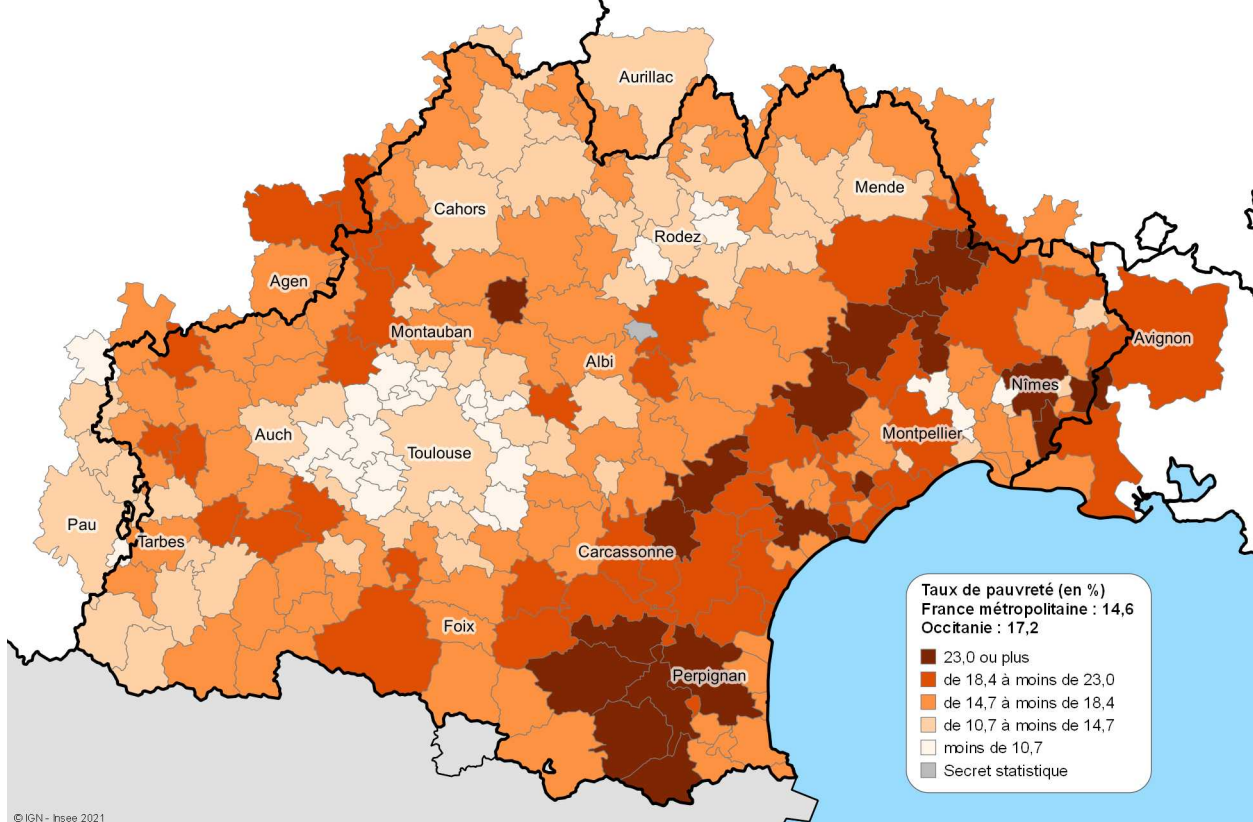 Aurillac
Mende
Cahors
Rodez
Agen
Montauban
Avignon
Albi
Nîmes
Auch
Montpellier
Toulouse
Pau
Tarbes
Carcassonne
Foix
Perpignan
Taux de pauvreté (en %)
France métropolitaine : 14,6
Occitanie : 17,2
23,0 ou plus
de 18,4 à moins de 23,0
de 14,7 à moins de 18,4
de 10,7 à moins de 14,7
moins de 10,7
Secret statistique
© IGN - Insee 2021